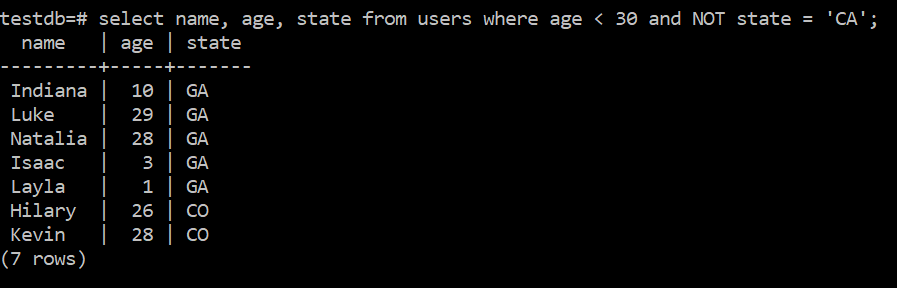 testdb=# select name, age, state from users where age < 30 and NOT state = 'CA';
  name   | age | state
---------+-----+-------
 Indiana |  10 | GA
 Luke    |  29 | GA
 Natalia |  28 | GA
 Isaac   |   3 | GA
 Layla   |   1 | GA
 Hilary  |  26 | CO
 Kevin   |  28 | CO
(7 rows)